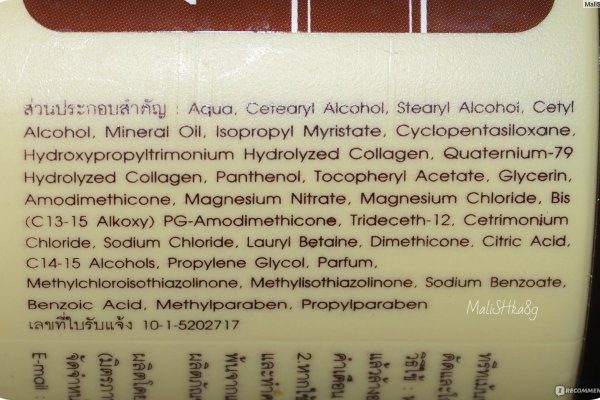 MaliS
ส่วนประกอบสำคัญ : Aqua, Cetearyl Alcohol, Stearyl Alcohol, Cetyl
Alcohol, Mineral Oil, Isopropyl Myristate, Cyclopentasiloxane,
Hydroxypropyltrimonium Hydrolyzed Collagen, Quaternium-79
Hydrolyzed Collagen, Panthenol, Tocopheryl Acetate, Glycerin,
Amodimethicone, Magnesium Nitrate, Magnesium Chloride, Bis
(C13-15 Alkoxy) PG-Amodimethicone, Trideceth-12, Cetrimonium
Chloride, Sodium Chloride, Lauryl Betaine, Dimethicone, Citric Acid,
C14-15 Alcohols, Propylene Glycol, Parfum,
Methylchloroisothiazolinone, Methylisothiazolinone, Sodium Benzoate,
Benzoic Acid, Methylparaben, Propylparaben
MaliSHka8g
เลขที่ใบรับแจ้ง 10-1-5202717
E-mail :
I RECOMMEN